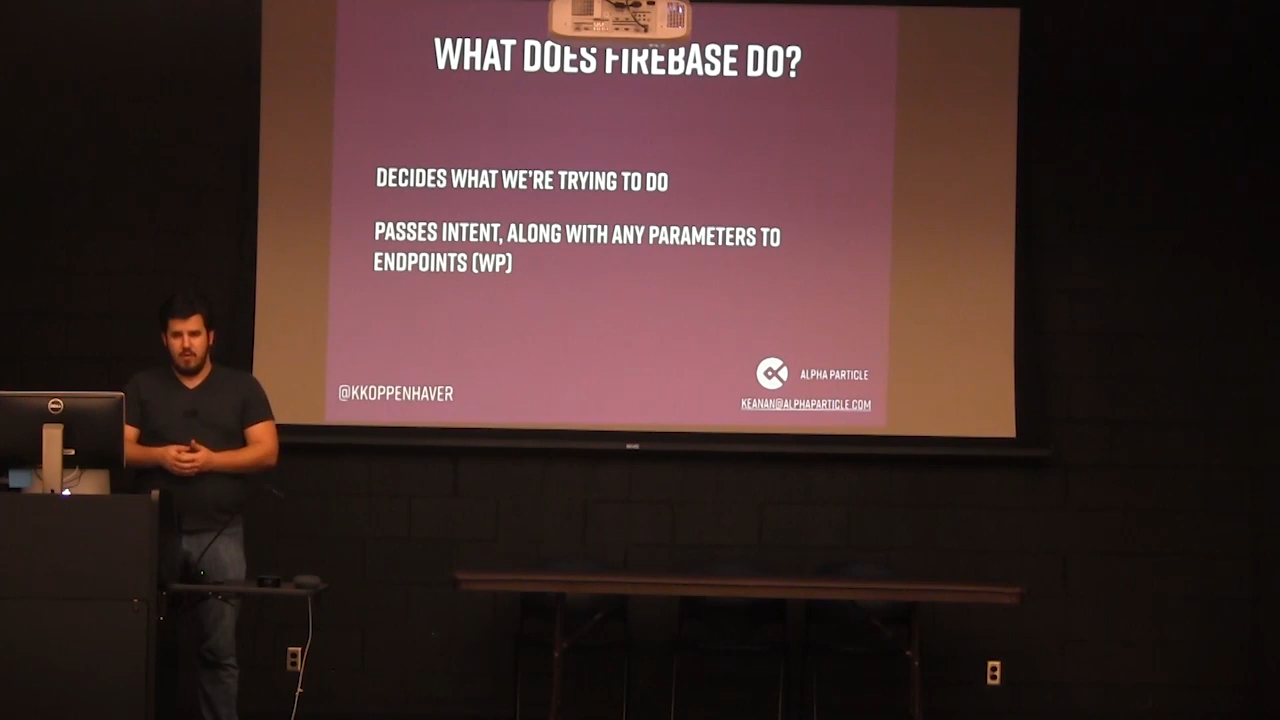 WHAT DOES FIREBASE DO?
DECIDES WHAT WE'RE TRYING TO DO
PASSES INTENT, ALONG WITH ANY PARAMETERS TO
ENDPOINTS (WP)
@KKOPPENHAVER
ALPHA PARTICLE
KEANAN@ALPHAPARTICLE.COM
DELL